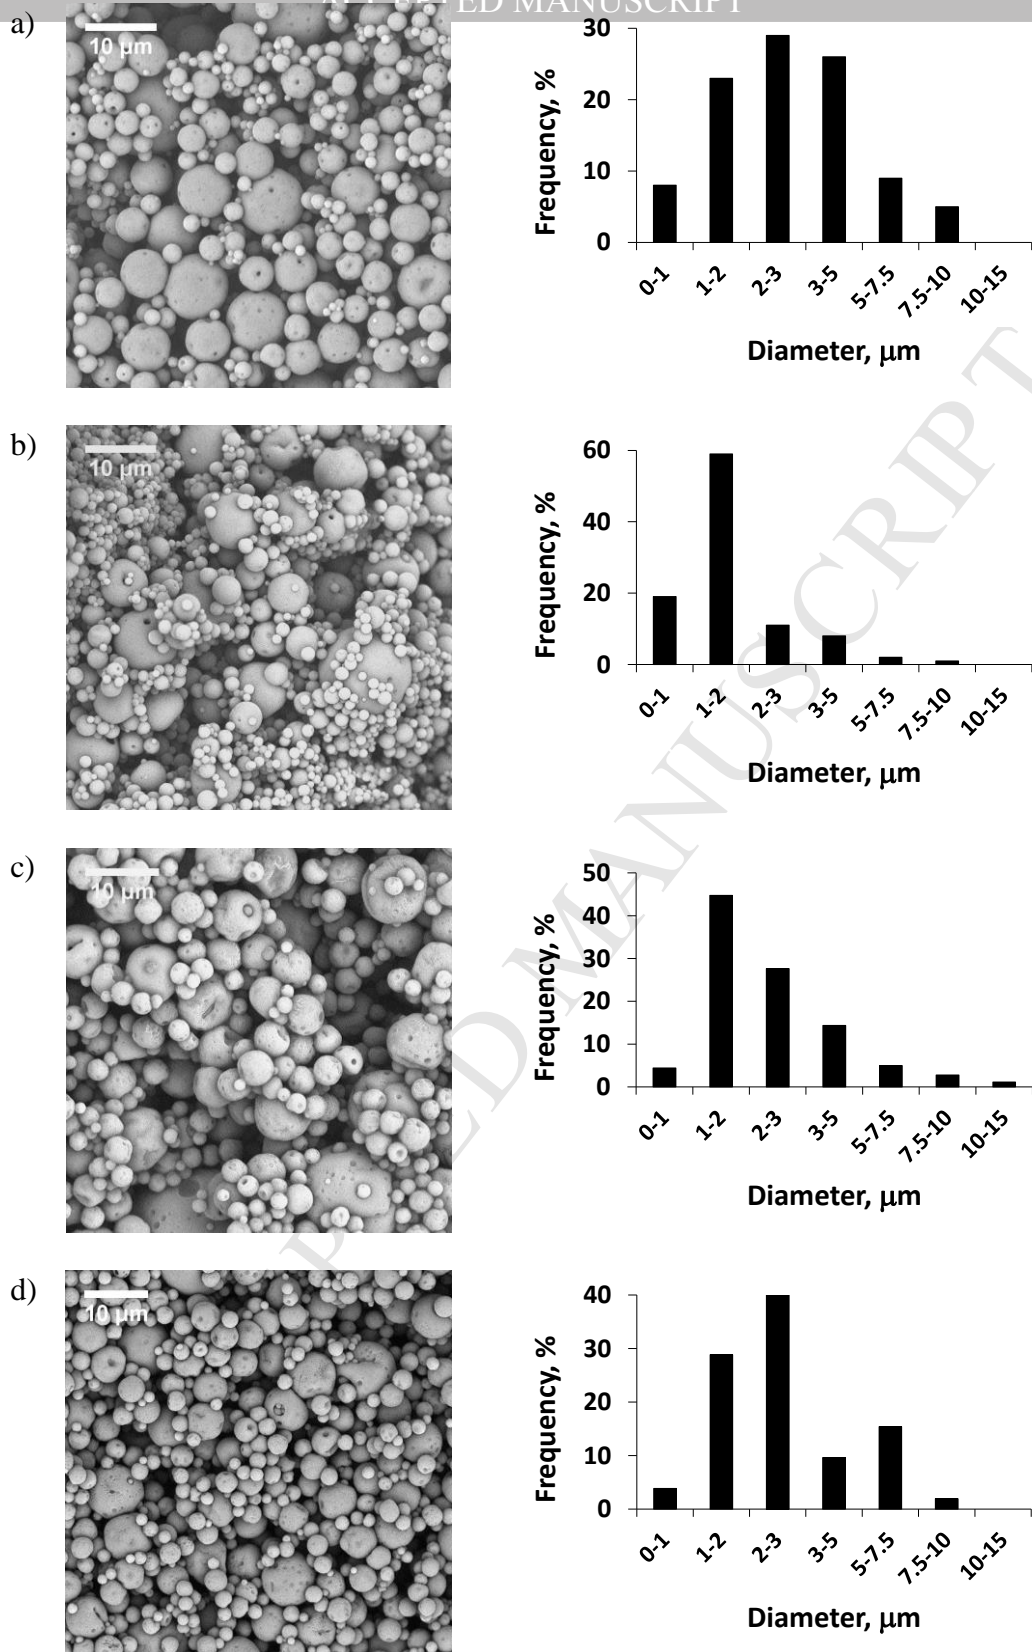 ACCEPTED MANUSCRIPT
a)
10 μm
30
20
10
0
Frequency, %
0-1
1-2
2-3
3-5
5-7.5
7.5-10
10-15
Diameter, μm
b)
10 μm
60
40
20
0
Frequency, %
0-1
1-2
2-3
3-5
5-7.5
7.5-10
10-15
Diameter, μm
c)
10 μm
50
40
30
20
10
0
Frequency, %
0-1
1-2
2-3
3-5
5-7.5
7.5-10
10-15
Diameter, μm
d)
10 μm
40
30
20
10
0
Frequency, %
0-1
1-2
2-3
3-5
5-7.5
7.5-10
10-15
Diameter, μm
ACCEPTED MANUSCRIPT